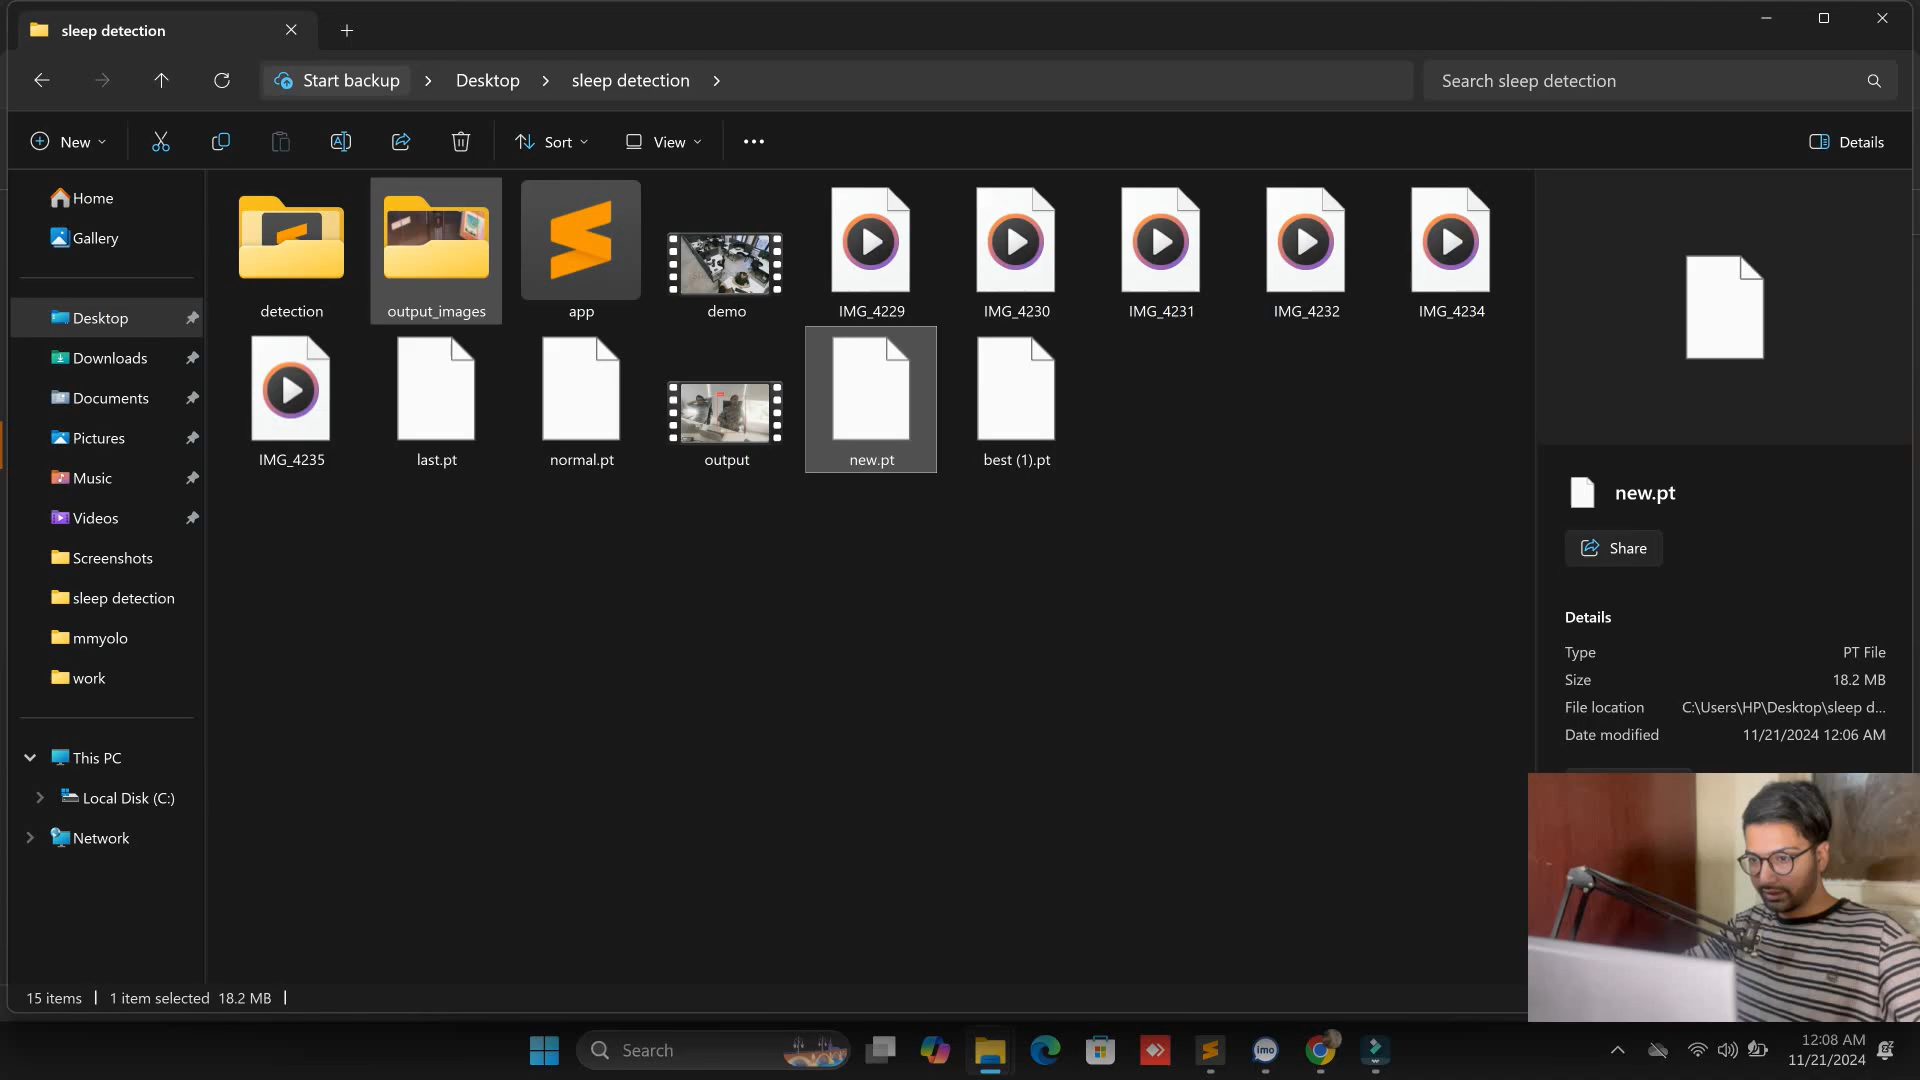 sleep detection
Start backup
Desktop
sleep detection
Search sleep detection
New
Sort
View
Details
Home
Gallery
Desktop
Downloads
Documents
Pictures
Music
Videos
Screenshots
sleep detection
mmyolo
work
This PC
Local Disk (C:)
Network
detection
output_images
app
demo
IMG_4229
IMG_4230
IMG_4231
IMG_4232
IMG_4234
IMG_4235
last.pt
normal.pt
output
new.pt
best (1).pt
new.pt
Share
Details
Type PT File
Size 18.2 MB
File location C:\Users\HP\Desktop\sleep d...
Date modified 11/21/2024 12:06 AM
15 items 1 item selected 18.2 MB
Search
imo
12:08 AM
11/21/2024